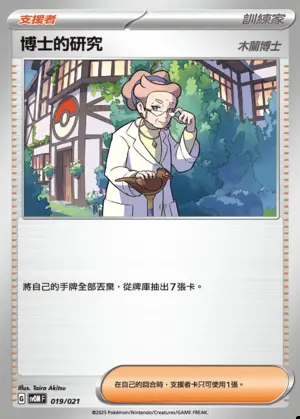 支援者
訓練家
博士的研究
木蘭博士
將自己的手牌全部丟棄，從牌庫抽出7張卡。
Illus. Taira Akitsu
G
019/021
在自己的回合時，支援者卡只可使用1張。
©2025 Pokémon/Nintendo/Creatures/GAME FREAK.